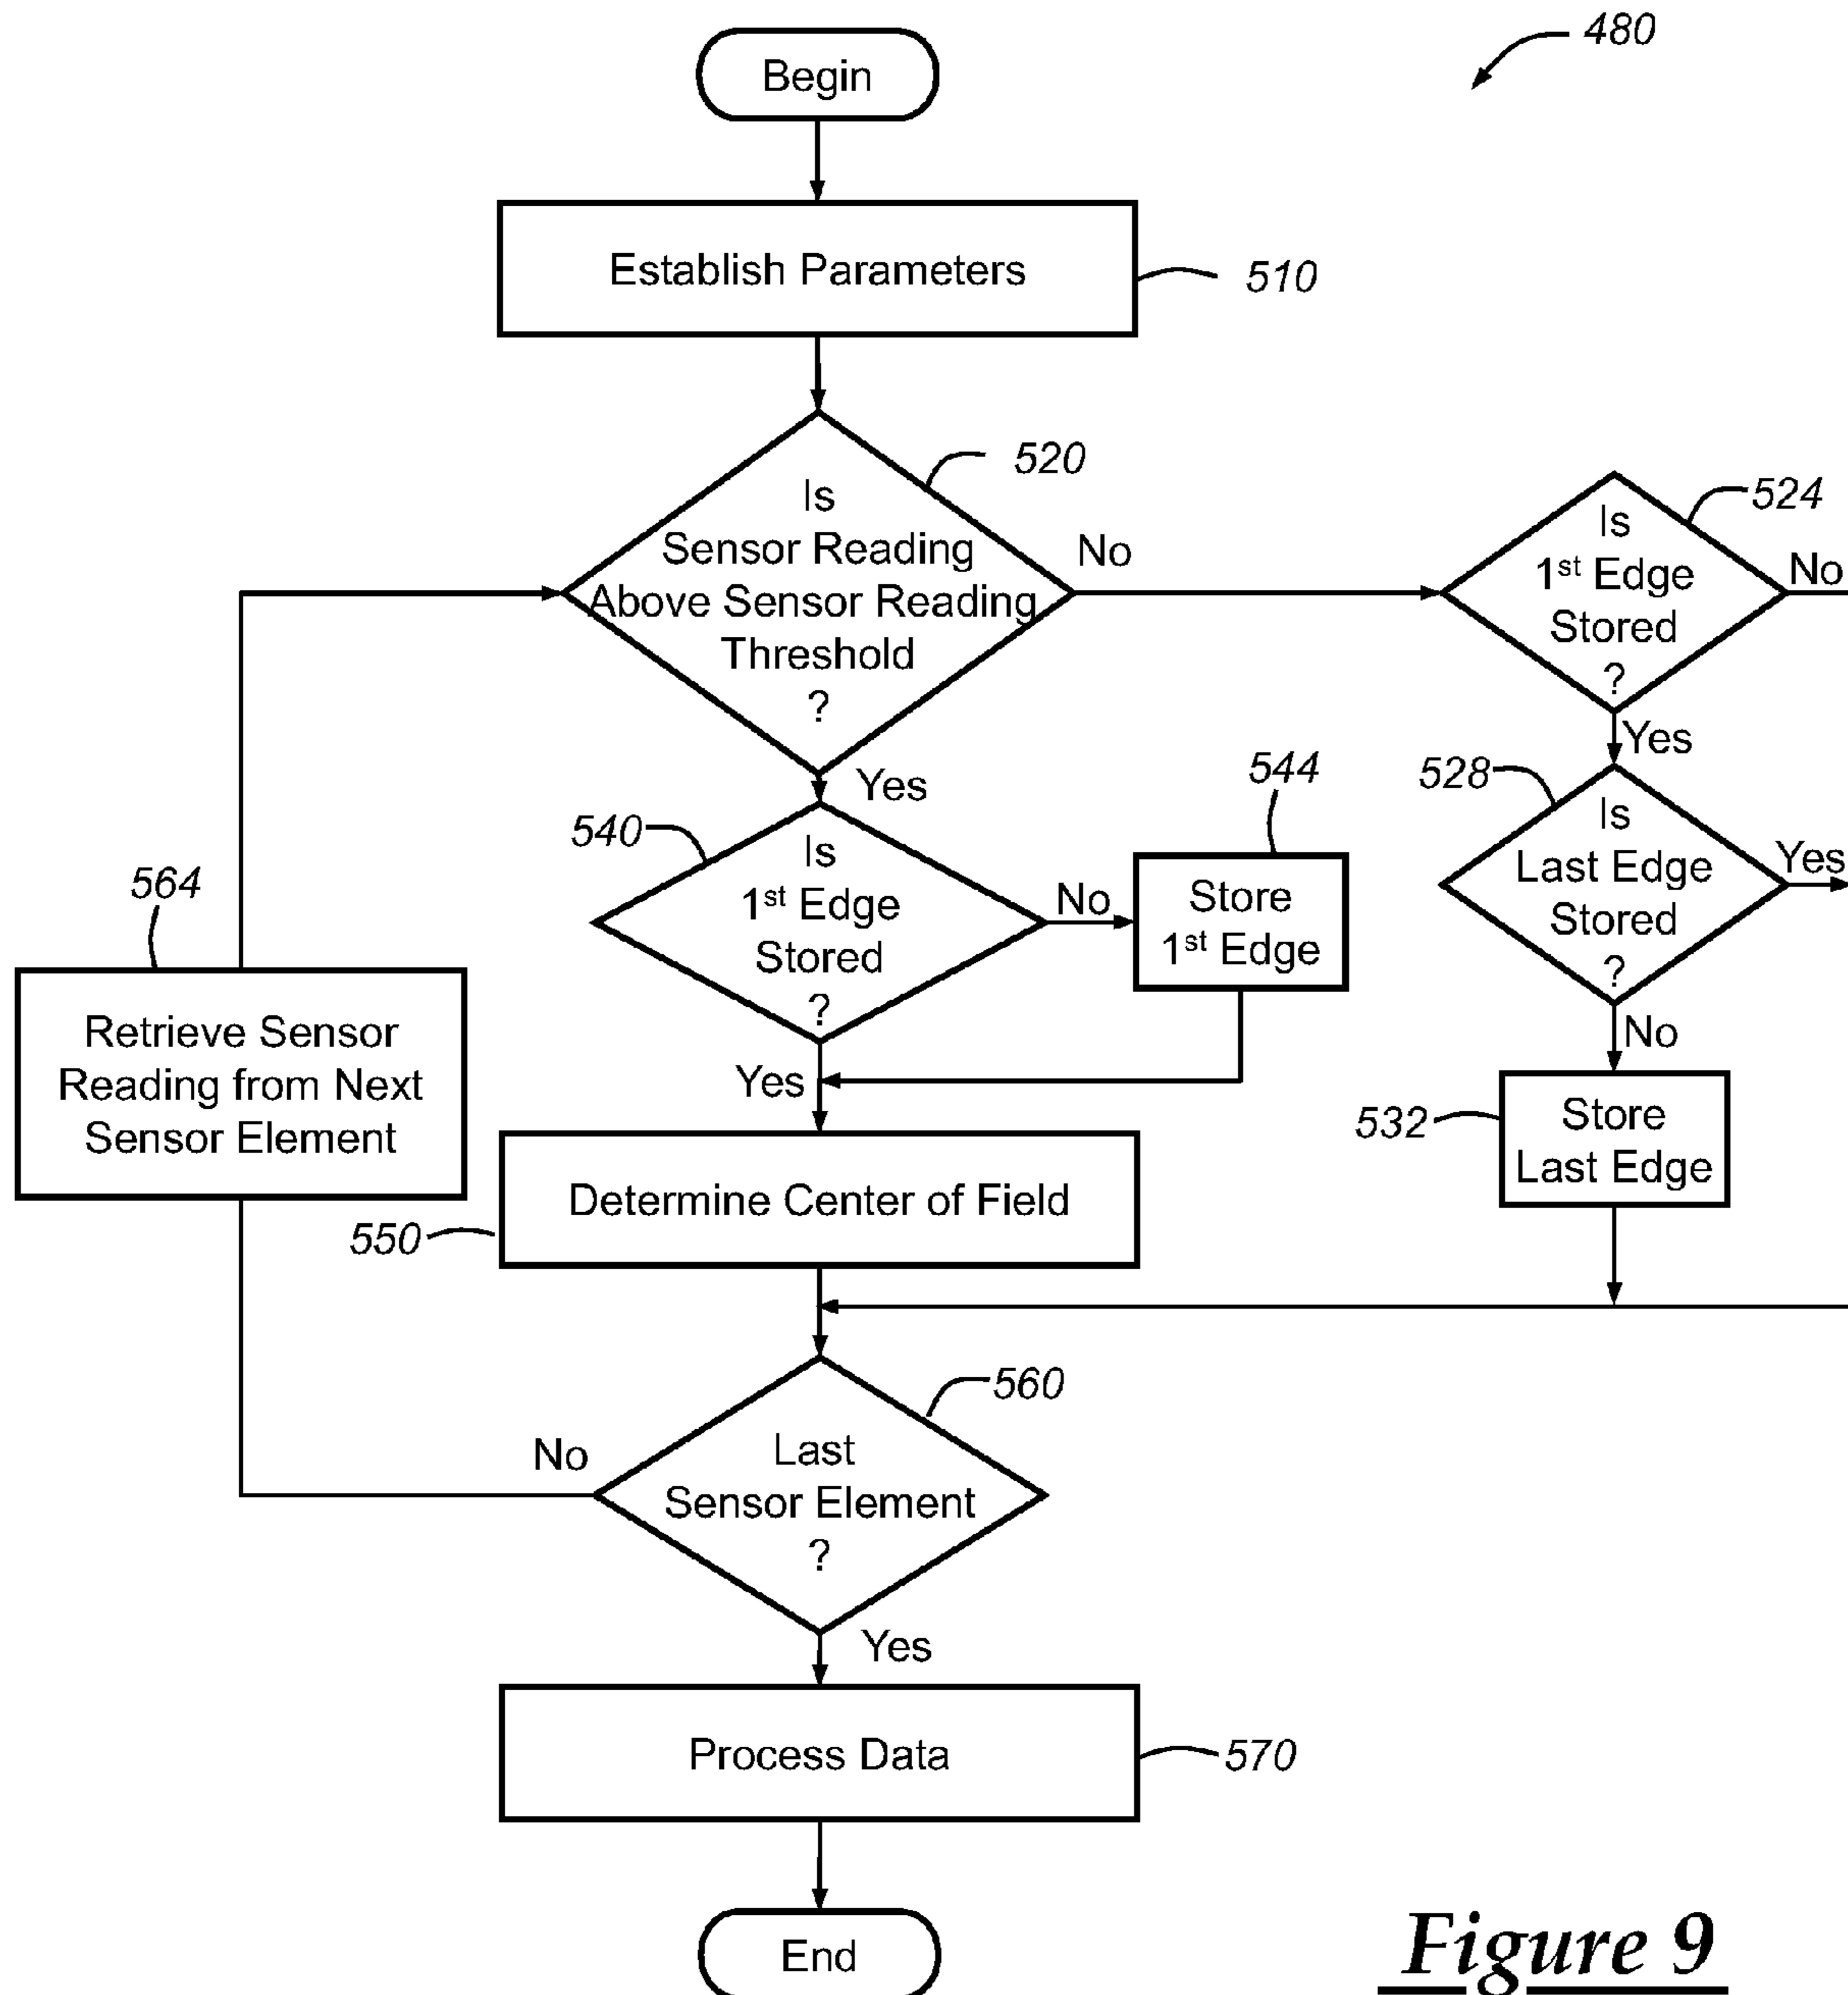 480
Begin
Establish Parameters
510
520
Is
Sensor Reading
Above Sensor Reading
Threshold
?
No
524
Is
1st Edge
Stored
?
No
Yes
Yes
528
Is
Last Edge
Stored
?
Yes
No
532
Store
Last Edge
540
Is
1st Edge
Stored
?
No
544
Store
1st Edge
Yes
564
Retrieve Sensor
Reading from Next
Sensor Element
Determine Center of Field
550
560
Last
Sensor Element
?
No
Yes
Process Data
570
End
Figure 9